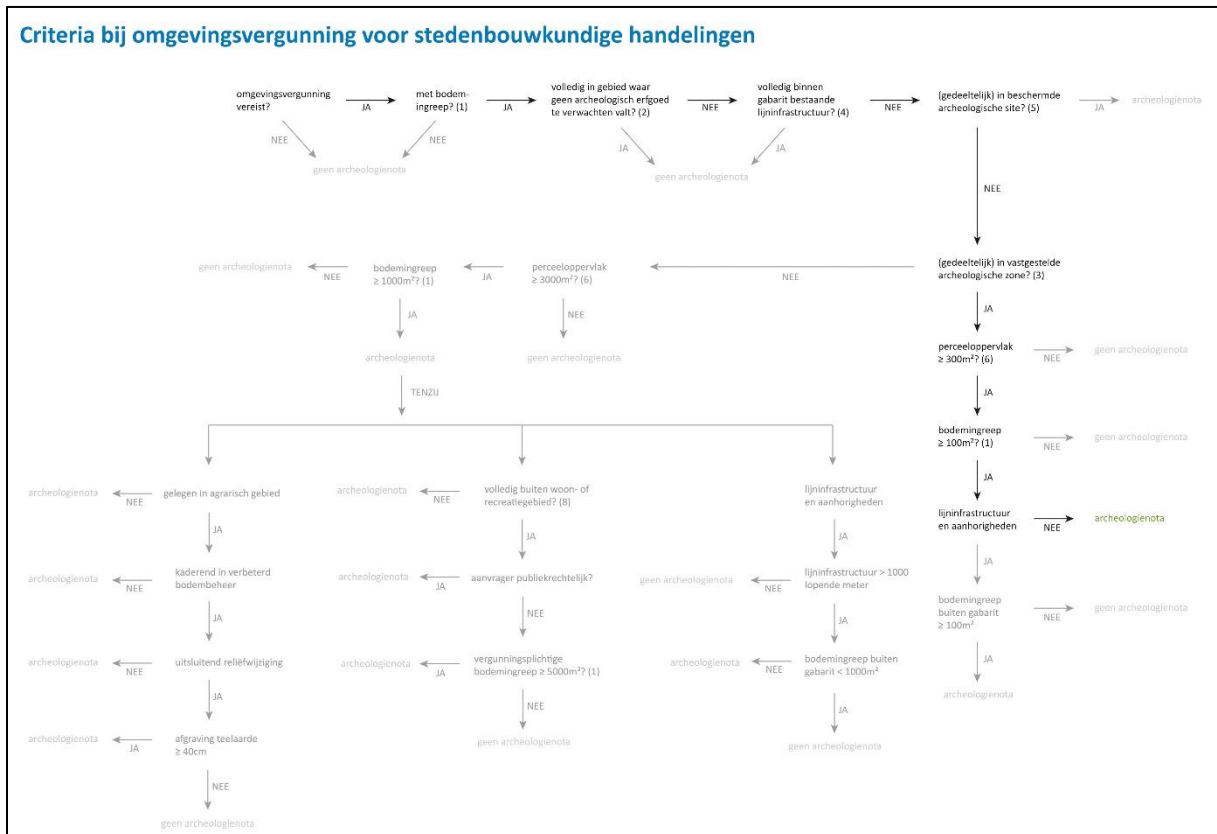 Criteria bij omgevingsvergunning voor stedenbouwkundige handelingen
omgevingsvergunning
vereist?
JA
met bodem-
ingreep? (1)
JA
volledig in gebied waar
geen archeologisch erfgoed
te verwachten valt? (2)
NEE
volledig binnen
gabarit bestaande
lijninfrastructuur? (4)
NEE
(gedeeltelijk) in beschermde
archeologische site? (5)
JA
archeologienota
NEE
NEE
JA
JA
geen archeologienota
geen archeologienota
NEE
geen archeologienota
NEE
bodemingreep
≥ 1000m²? (1)
JA
perceeloppervlak
≥ 3000m²? (6)
NEE
(gedeeltelijk) in vastgestelde
archeologische zone? (3)
JA
NEE
JA
archeologienota
geen archeologienota
perceeloppervlak
≥ 300m²? (6)
NEE
geen archeologienota
TENZIJ
JA
bodemingreep
≥ 100m²? (1)
NEE
geen archeologienota
JA
archeologienota
NEE
gelegen in agrarisch gebied
archeologienota
NEE
volledig buiten woon- of
recreatiegebied? (8)
lijninfrastructuur
en aanhorigheden
lijninfrastructuur
en aanhorigheden
NEE
archeologienota
JA
JA
JA
JA
archeologienota
NEE
kaderend in verbeterd
bodembeheer
archeologienota
JA
aanvrager publiekrechtelijk?
geen archeologienota
NEE
lijninfrastructuur > 1000
lopende meter
bodemingreep
buiten gabarit
≥ 100m²
NEE
geen archeologienota
JA
NEE
JA
JA
archeologienota
NEE
uitsluitend reliëfwijziging
archeologienota
JA
vergunningsplichtige
bodemingreep ≥ 5000m²? (1)
archeologienota
NEE
bodemingreep buiten
gabarit < 1000m²
archeologienota
JA
NEE
JA
archeologienota
JA
afgraving teelaarde
≥ 40cm
geen archeologienota
geen archeologienota
NEE
geen archeologienota